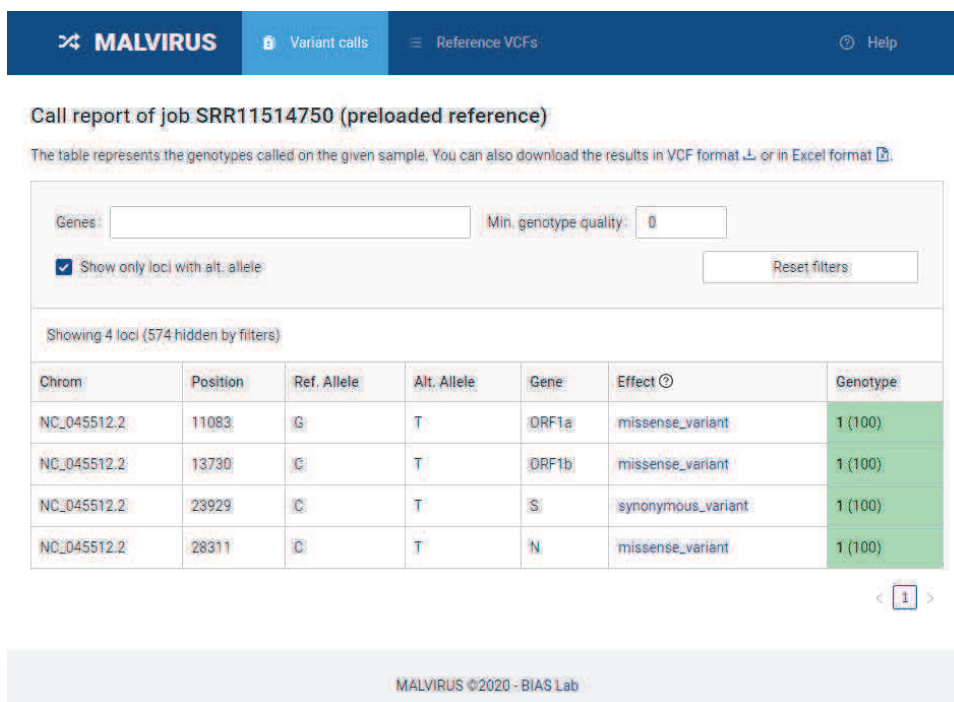 MALVIRUS Variant calls Reference VCFs Help
Call report of job SRR11514750 (preloaded reference)
The table represents the genotypes called on the given sample. You can also download the results in VCF format or in Excel format.
Genes: Min. genotype quality: 0
Show only loci with alt. allele Reset filters
Showing 4 loci (574 hidden by filters)
Chrom Position Ref. Allele Alt. Allele Gene Effect Genotype
NC_045512.2 11083 G T ORF1a missense_variant 1 (100)
NC_045512.2 13730 C T ORF1b missense_variant 1 (100)
NC_045512.2 23929 C T S synonymous_variant 1 (100)
NC_045512.2 28311 C T N missense_variant 1 (100)
< 1 >
MALVIRUS ©2020 - BIAS Lab